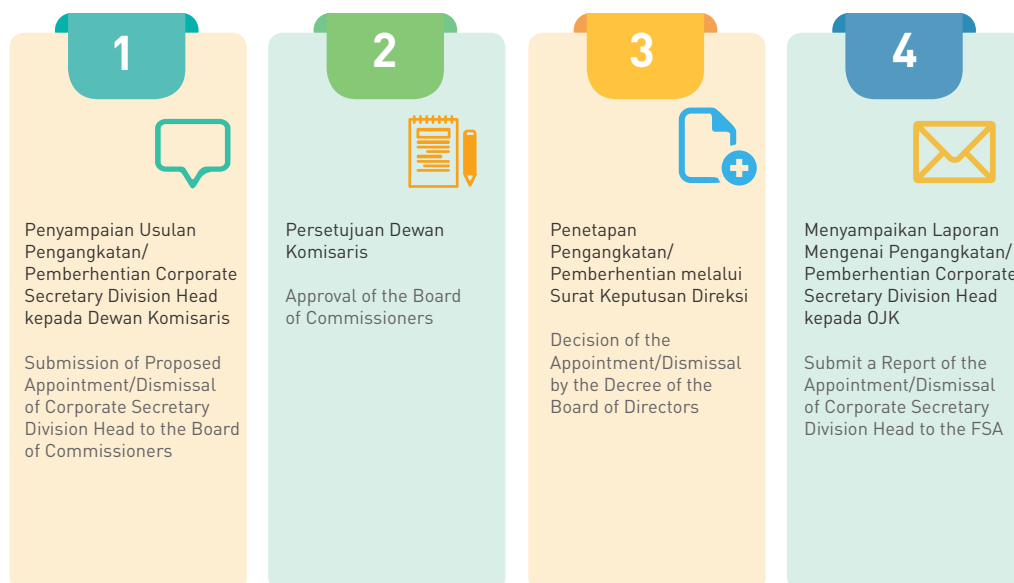 1
Penyampaian Usulan
Pengangkatan/
Pemberhentian Corporate
Secretary Division Head
kepada Dewan Komisaris
Submission of Proposed
Appointment/Dismissal
of Corporate Secretary
Division Head to the Board
of Commissioners
2
Persetujuan Dewan
Komisaris
Approval of the Board
of Commissioners
3
Penetapan
Pengangkatan/
Pemberhentian melalui
Surat Keputusan Direksi
Decision of the
Appointment/Dismissal
by the Decree of the
Board of Directors
4
Menyampaikan Laporan
Mengenai Pengangkatan/
Pemberhentian Corporate
Secretary Division Head
kepada OJK
Submit a Report of the
Appointment/Dismissal
of Corporate Secretary
Division Head to the FSA